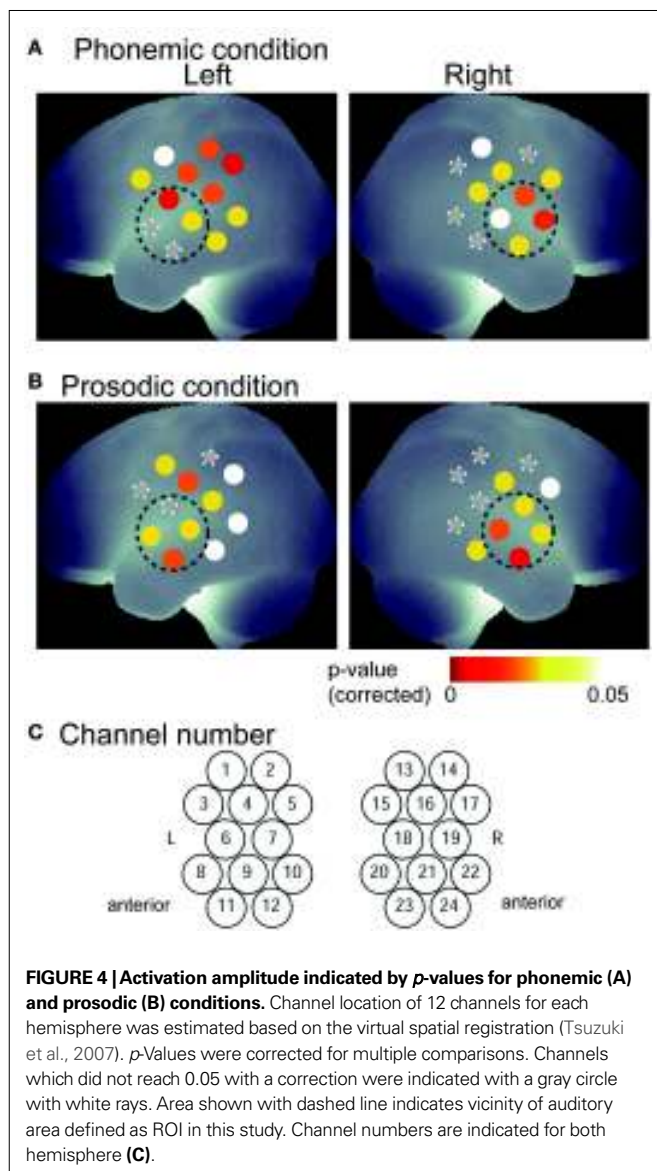 A Phonemic condition
Left Right
B Prosodic condition
p-value
(corrected) 0 0.05
C Channel number
1 2 13 14
3 4 5 15 16 17
L 6 7 18 19 R
8 9 10 20 21 22
anterior 11 12 23 24 anterior
FIGURE 4 | Activation amplitude indicated by p-values for phonemic (A)
and prosodic (B) conditions. Channel location of 12 channels for each
hemisphere was estimated based on the virtual spatial registration (Tsuzuki
et al., 2007). p-Values were corrected for multiple comparisons. Channels
which did not reach 0.05 with a correction were indicated with a gray circle
with white rays. Area shown with dashed line indicates vicinity of auditory
area defined as ROI in this study. Channel numbers are indicated for both
hemisphere (C).